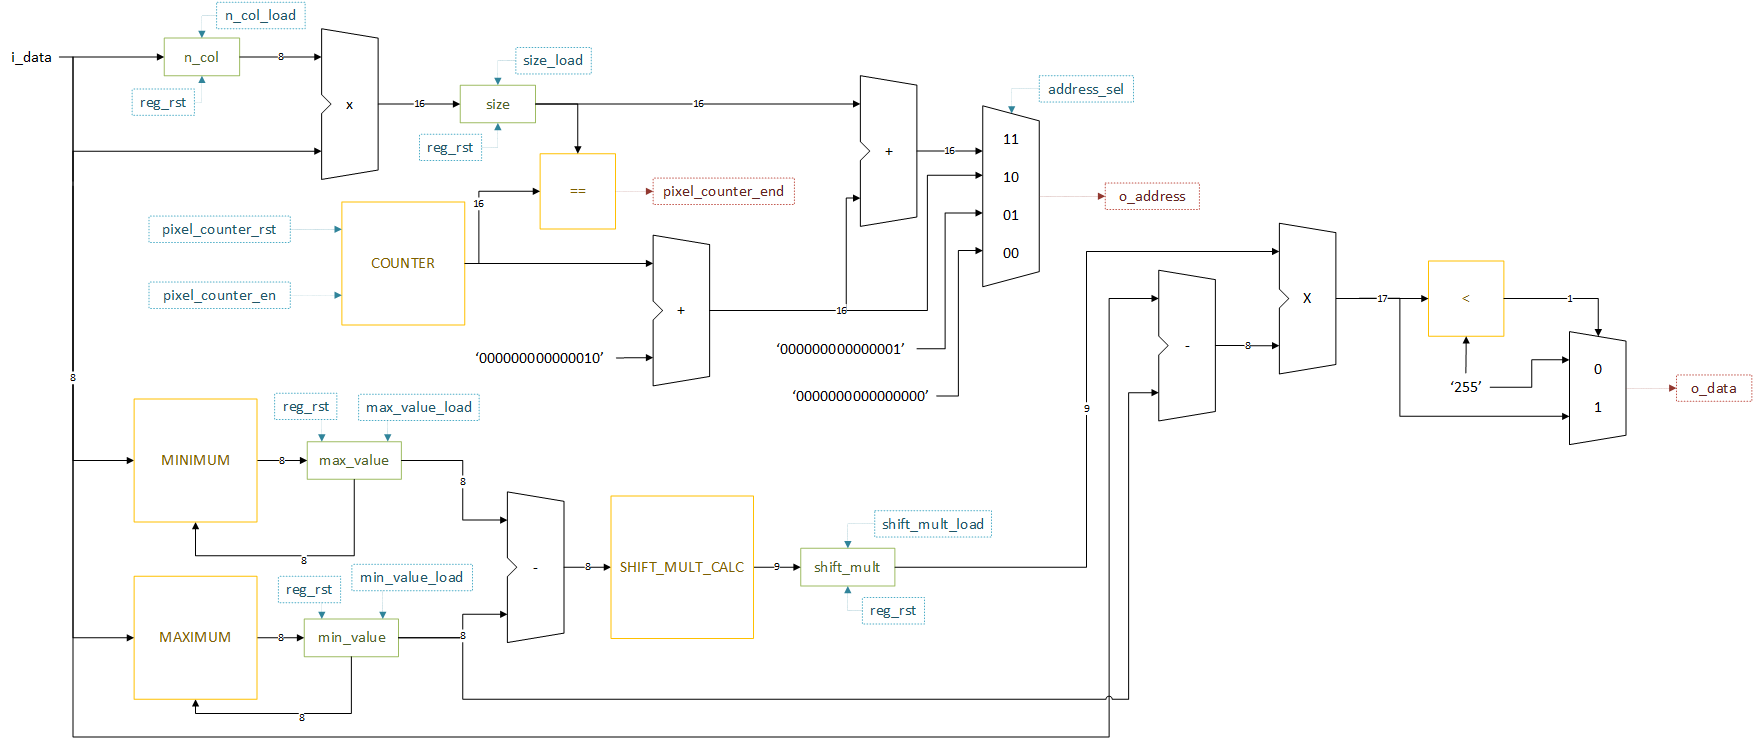 n_col_load
i_data
n_col
8
reg_rst
x
16
size_load
size
16
reg_rst
address_sel
==
pixel_counter_end
16
pixel_counter_rst
COUNTER
pixel_counter_en
+
16
11
10
01
00
o_address
+
16
‘000000000000010’
‘000000000000001’
‘0000000000000000’
8
9
-
8
X
17
<
1
‘255’
0
1
o_data
reg_rst
max_value_load
MINIMUM
8
max_value
8
8
min_value_load
reg_rst
MAXIMUM
8
min_value
8
8
-
8
SHIFT_MULT_CALC
9
shift_mult_load
shift_mult
reg_rst